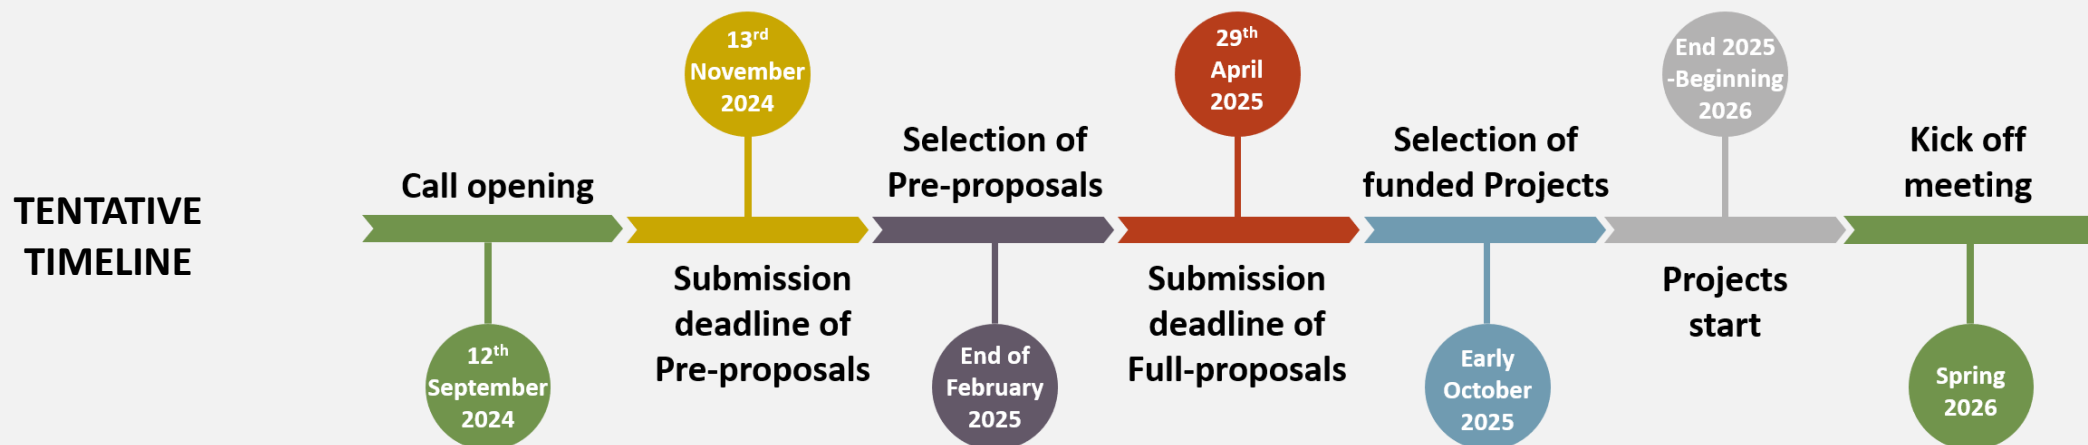 TENTATIVE
TIMELINE
Call opening
12th
September
2024
13rd
November
2024
Submission
deadline of
Pre-proposals
Selection of
Pre-proposals
End of
February
2025
29th
April
2025
Submission
deadline of
Full-proposals
Selection of
funded Projects
Early
October
2025
End 2025
-Beginning
2026
Projects
start
Kick off
meeting
Spring
2026